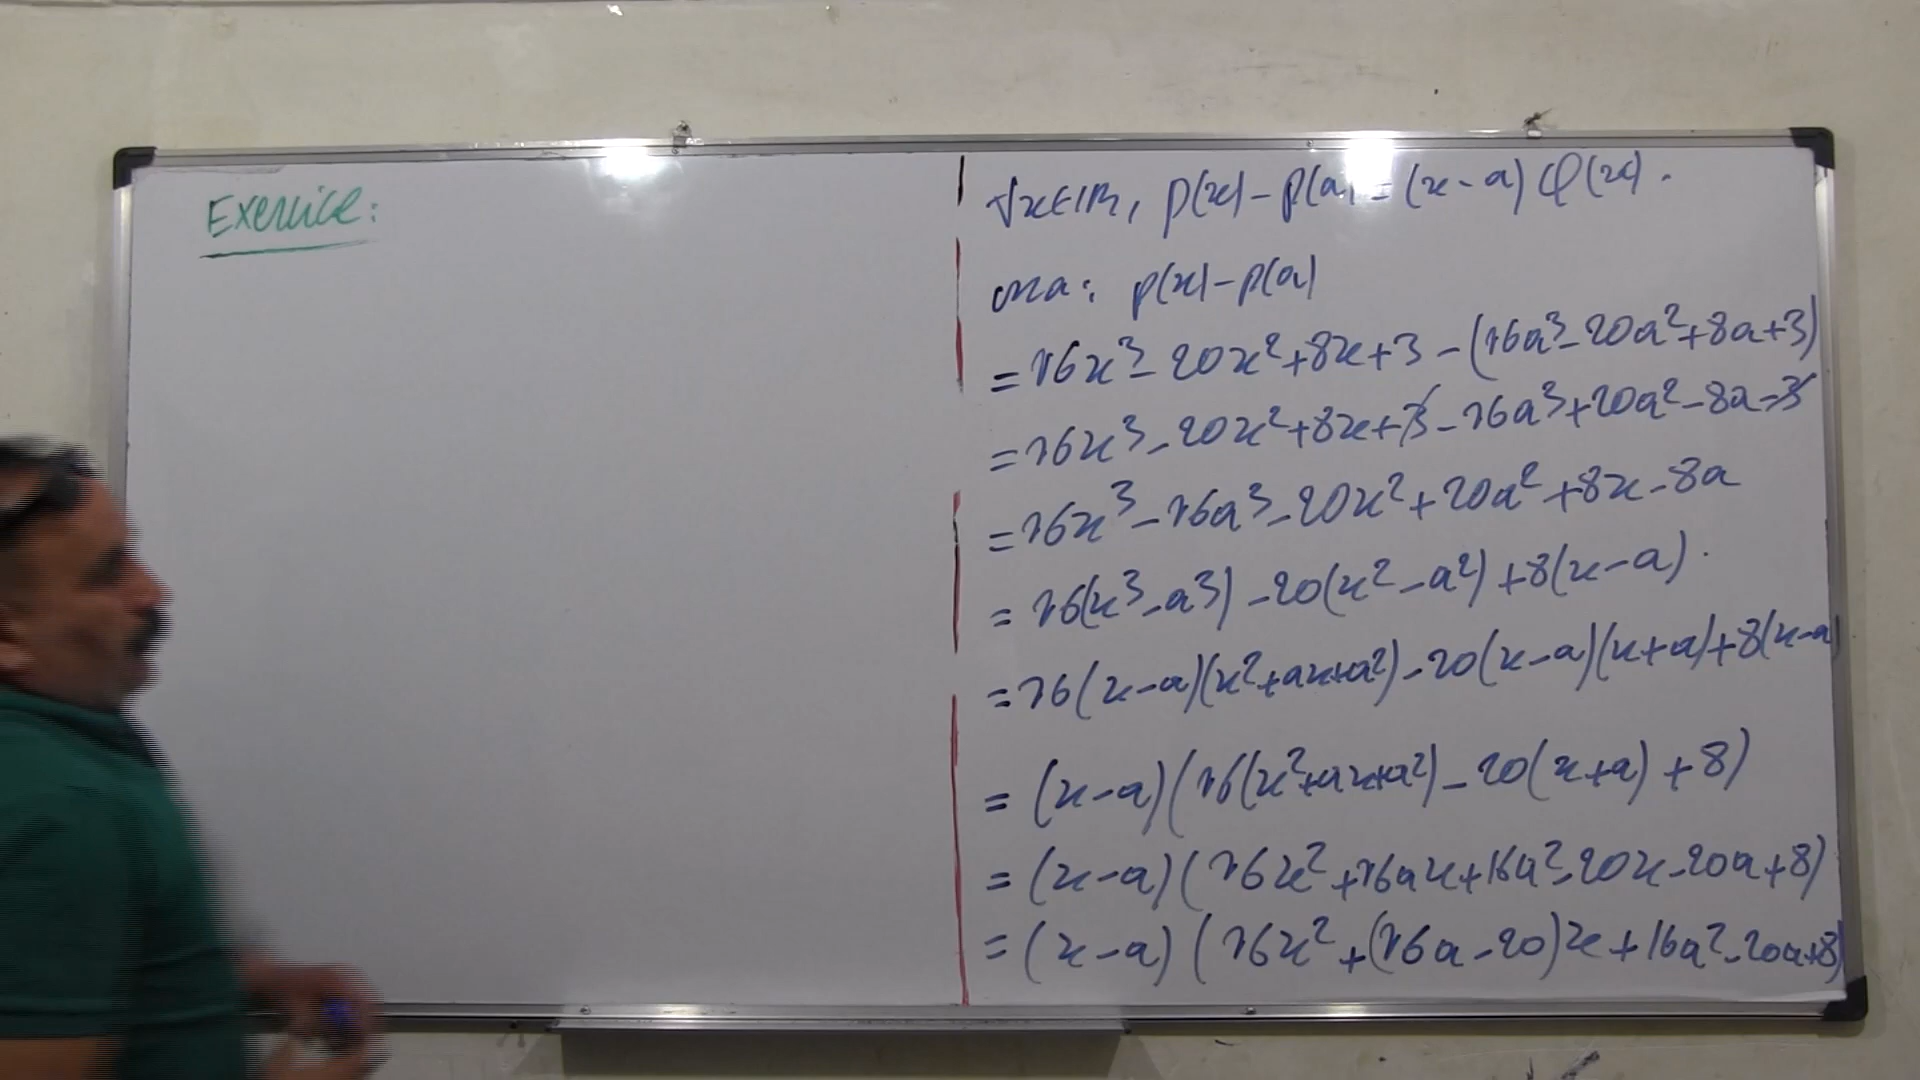 Exercice:
∀x∈ℝ, P(x)-P(a)=(x-a)Q(x).
on a: P(x)-P(a)
=16x³-20x²+8x+3-(16a³-20a²+8a+3)
=16x³-20x²+8x+3-16a³+20a²-8a-3
=16x³-16a³-20x²+20a²+8x-8a
=16(x³-a³)-20(x²-a²)+8(x-a).
=16(x-a)(x²+ax+a²)-20(x-a)(x+a)+8(x-a)
=(x-a)(16(x²+ax+a²)-20(x+a)+8)
=(x-a)(16x²+16ax+16a²-20x-20a+8)
=(x-a)(16x²+(16a-20)x+16a²-20a+8)